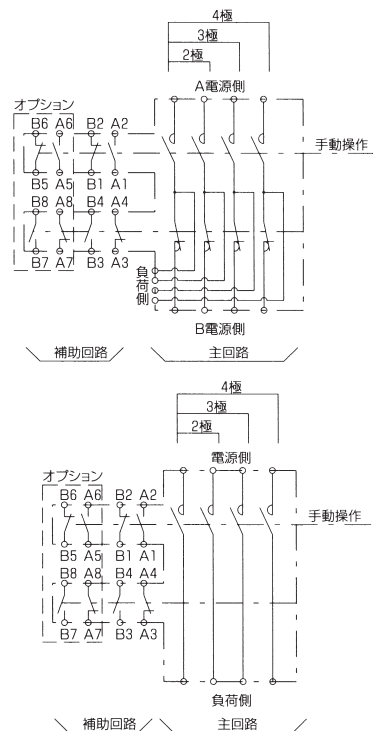 4極
3極
2極
A電源側
オプション
B6 A6 B2 A2
手動操作
B5 A5 B1 A1
B8 A8 B4 A4
B7 A7 B3 A3
負荷側
B電源側
補助回路 主回路
4極
3極
2極
電源側
オプション
B6 A6 B2 A2
手動操作
B5 A5 B1 A1
B8 A8 B4 A4
B7 A7 B3 A3
負荷側
補助回路 主回路